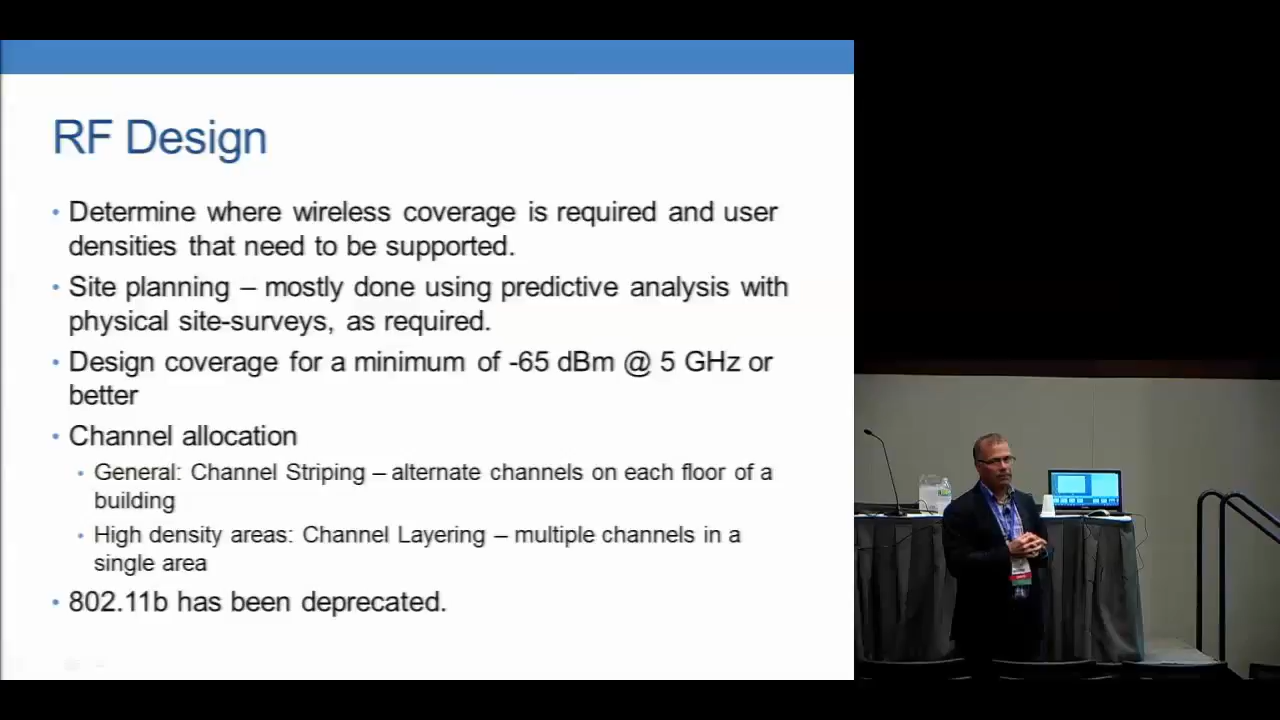 RF Design
• Determine where wireless coverage is required and user
densities that need to be supported.
• Site planning – mostly done using predictive analysis with
physical site-surveys, as required.
• Design coverage for a minimum of -65 dBm @ 5 GHz or
better
• Channel allocation
• General: Channel Striping – alternate channels on each floor of a
building
• High density areas: Channel Layering – multiple channels in a
single area
• 802.11b has been deprecated.